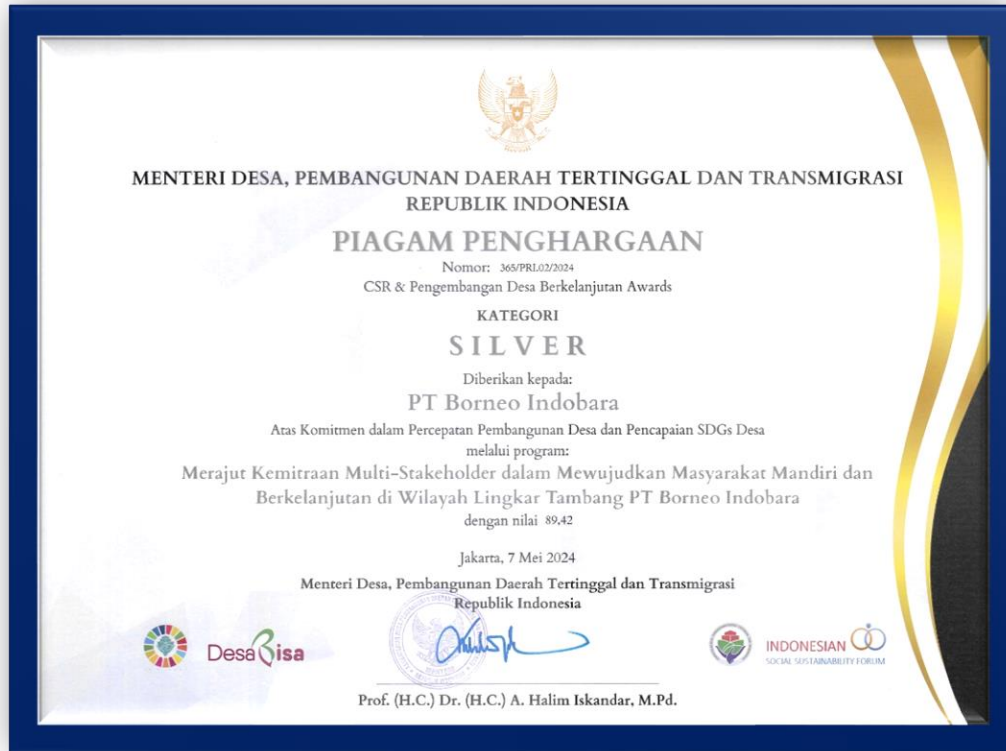 MENTERI DESA, PEMBANGUNAN DAERAH TERTINGGAL DAN TRANSMIGRASI
REPUBLIK INDONESIA
PIAGAM PENGHARGAAN
Nomor: 365/PRI.02/2024
CSR & Pengembangan Desa Berkelanjutan Awards
KATEGORI
SILVER
Diberikan kepada:
PT Borneo Indobara
Atas Komitmen dalam Percepatan Pembangunan Desa dan Pencapaian SDGs Desa
melalui program:
Merajut Kemitraan Multi-Stakeholder dalam Mewujudkan Masyarakat Mandiri dan
Berkelanjutan di Wilayah Lingkar Tambang PT Borneo Indobara
dengan nilai 89.42
Jakarta, 7 Mei 2024
Menteri Desa, Pembangunan Daerah Tertinggal dan Transmigrasi
Republik Indonesia
DesaBisa
INDONESIAN
SOCIAL SUSTAINABILITY FORUM
Prof. (H.C.) Dr. (H.C.) A. Halim Iskandar, M.Pd.